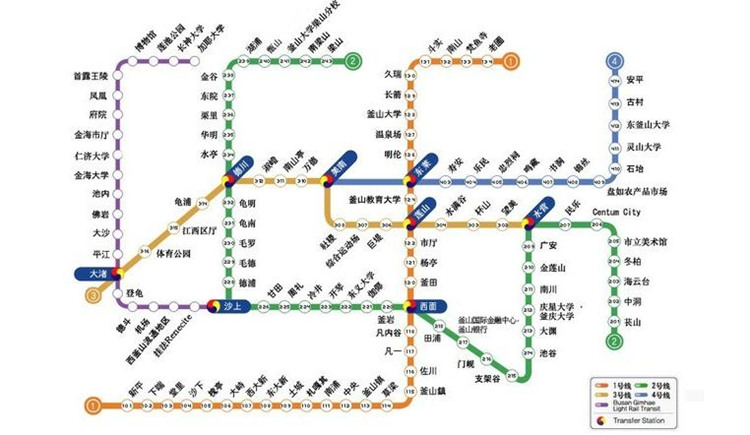 博物馆
莲池公园
长神大学
加耶大学
首露王陵
凤凰
府院
金海市厅
仁济大学
金海大学
池内
佛岩
大沙
平江
大渚
登龟
德斗
机场
西釜山流通地区
挂法Renecite
沙上
湖浦
甑山
釜山大学梁山分校
南梁山
梁山
2
金谷
东院
栗里
华明
水亭
德川
龟明
龟南
毛罗
毛德
德浦
龟浦
江西区厅
体育公园
3
淑嶝
南山亭
万德
美南
社稷
综合运动场
巨堤
斗实
南山
梵鱼寺
老圃
1
久瑞
长箭
釜山大学
温泉场
明伦
东莱
釜山教育大学
莲山
市厅
杨亭
釜田
西面
釜岩
凡内谷
凡一
佐川
釜山镇
寿安
乐民
忠烈祠
鸣藏
书洞
锦丝
盘如农产品市场
石地
灵山大学
东釜山大学
古村
安平
4
水满谷
杯山
望美
水营
民乐
Centum City
市立美术馆
冬柏
海云台
中洞
苌山
2
广安
金莲山
南川
庆星大学·
釜庆大学
大渊
池谷
支架谷
门岘
釜山国际金融中心·
釜山银行
田浦
甘田
周礼
冷井
开琴
东义大学
伽倻
1
新平
下端
堂里
沙下
槐亭
大峙
西大新
东大新
土城
札嘎其
南浦
中央
釜山镇
草梁
1号线
2号线
3号线
4号线
Busan Gimhae
Light Rail Transit
Transfer Station